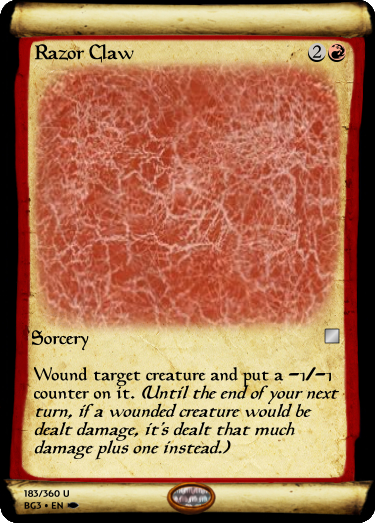 Razor Claw 2
Sorcery
Wound target creature and put a −1/−1
counter on it. (Until the end of your next
turn, if a wounded creature would be
dealt damage, it's dealt that much
damage plus one instead.)
183/360 U
BG3 • EN